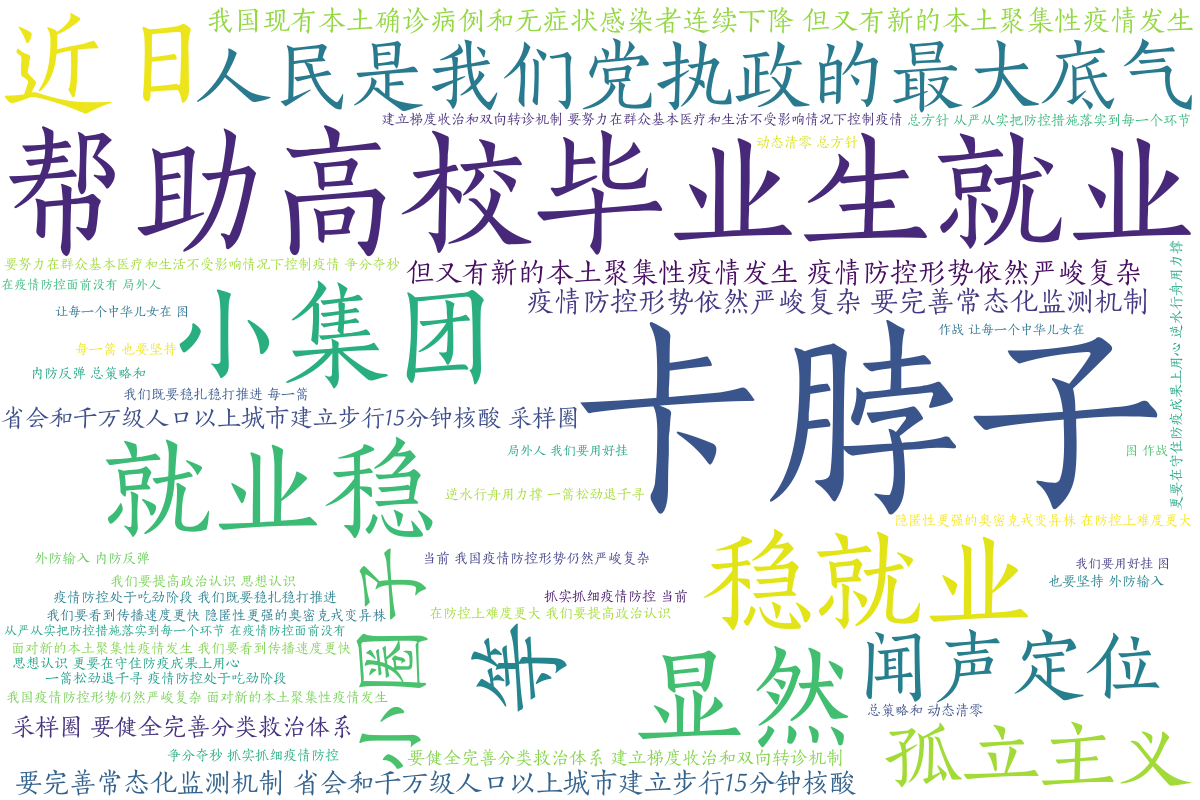 我国现有本土确诊病例和无症状感染者连续下降 但又有新的本土聚集性疫情发生
近日
人民是我们党执政的最大底气
建立梯度收治和双向转诊机制 要努力在群众基本医疗和生活不受影响情况下控制疫情
总方针 从严从实把防控措施落实到每一个环节
动态清零 总方针
帮助高校毕业生就业
要努力在群众基本医疗和生活不受影响情况下控制疫情 争分夺秒
但又有新的本土聚集性疫情发生 疫情防控形势依然严峻复杂
更要在守住防疫成果上用心 逆水行舟用力撑
在疫情防控面前没有 局外人
疫情防控形势依然严峻复杂 要完善常态化监测机制
让每一个中华儿女在 图
小集团
作战 让每一个中华儿女在
每一篙 也要坚持
卡脖子
内防反弹 总策略和
我们既要稳扎稳打推进 每一篙
省会和千万级人口以上城市建立步行15分钟核酸 采样圈
就业稳
局外人 我们要用好挂
图 作战
逆水行舟用力撑 一篙松劲退千寻
隐匿性更强的奥密克戎变异株 在防控上难度更大
外防输入 内防反弹
当前 我国疫情防控形势仍然严峻复杂
稳就业
我们要用好挂 图
也要坚持 外防输入
我们要提高政治认识 思想认识
小圈子
疫情防控处于吃劲阶段 我们既要稳扎稳打推进
抓实抓细疫情防控 当前
我们要看到传播速度更快 隐匿性更强的奥密克戎变异株
在防控上难度更大 我们要提高政治认识
从严从实把防控措施落实到每一个环节 在疫情防控面前没有
等
闻声定位
面对新的本土聚集性疫情发生 我们要看到传播速度更快
显然
思想认识 更要在守住防疫成果上用心
一篙松劲退千寻 疫情防控处于吃劲阶段
我国疫情防控形势仍然严峻复杂 面对新的本土聚集性疫情发生
总策略和 动态清零
采样圈 要健全完善分类救治体系
孤立主义
争分夺秒 抓实抓细疫情防控
要健全完善分类救治体系 建立梯度收治和双向转诊机制
要完善常态化监测机制 省会和千万级人口以上城市建立步行15分钟核酸